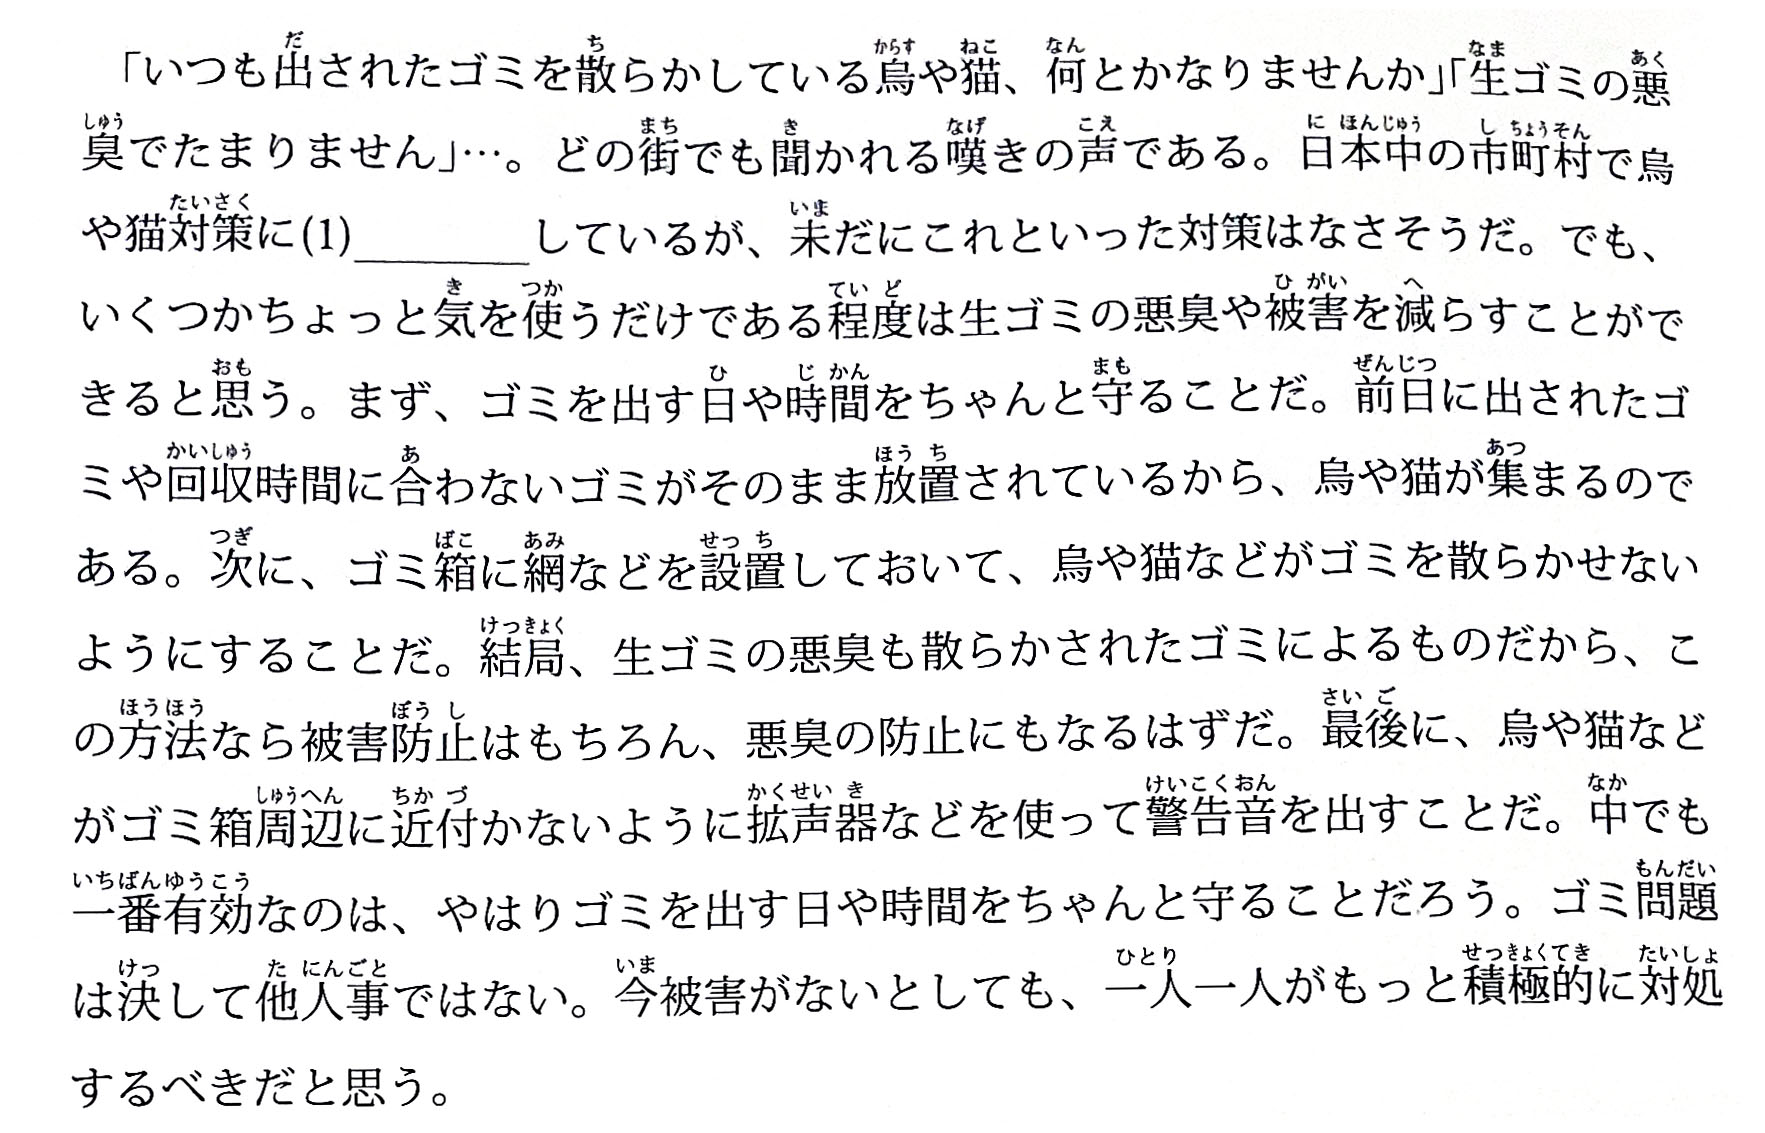 「いつも出されたゴミを散らかしている烏や猫、何とかなりませんか」「生ゴミの悪
臭でたまりません」…。どの街でも聞かれる嘆きの声である。日本中の市町村で烏
や猫対策に(1)________しているが、未だにこれといった対策はなさそうだ。でも、
いくつかちょっと気を使うだけである程度は生ゴミの悪臭や被害を減らすことがで
きると思う。まず、ゴミを出す日や時間をちゃんと守ることだ。前日に出されたゴ
ミや回収時間に合わないゴミがそのまま放置されているから、烏や猫が集まるので
ある。次に、ゴミ箱に網などを設置しておいて、烏や猫などがゴミを散らかせない
ようにすることだ。結局、生ゴミの悪臭も散らかされたゴミによるものだから、こ
の方法なら被害防止はもちろん、悪臭の防止にもなるはずだ。最後に、烏や猫など
がゴミ箱周辺に近付かないように拡声器などを使って警告音を出すことだ。中でも
一番有効なのは、やはりゴミを出す日や時間をちゃんと守ることだろう。ゴミ問題
は決して他人事ではない。今被害がないとしても、一人一人がもっと積極的に対処
するべきだと思う。